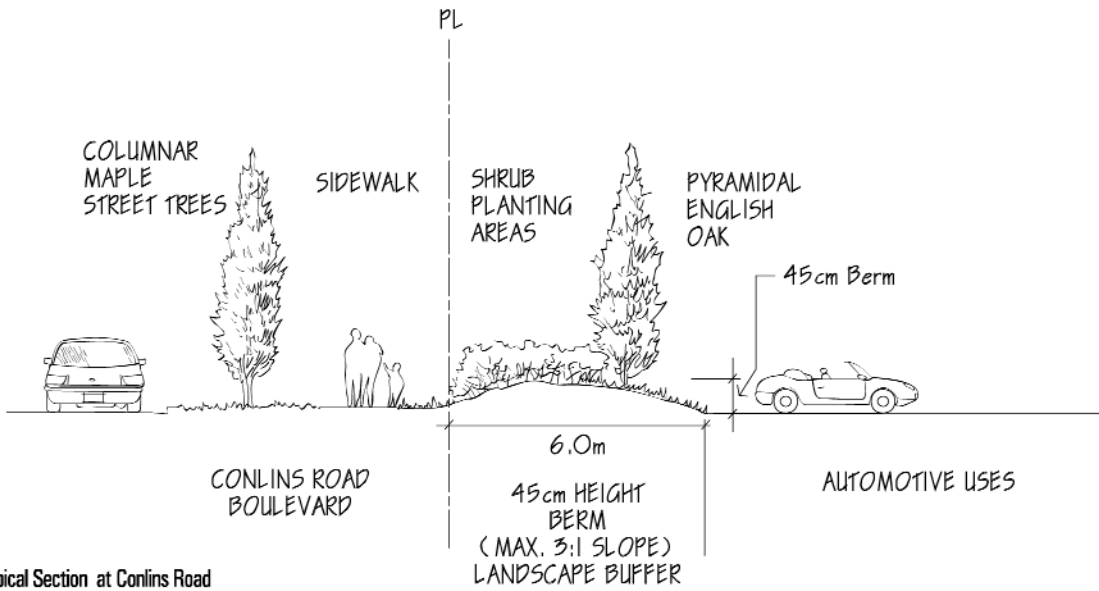 PL
COLUMNAR
MAPLE
STREET TREES
SIDEWALK
SHRUB
PLANTING
AREAS
PYRAMIDAL
ENGLISH
OAK
45cm Berm
6.0m
CONLINS ROAD
BOULEVARD
45cm HEIGHT
BERM
(MAX. 3:1 SLOPE)
LANDSCAPE BUFFER
AUTOMOTIVE USES
pical Section at Conlins Road